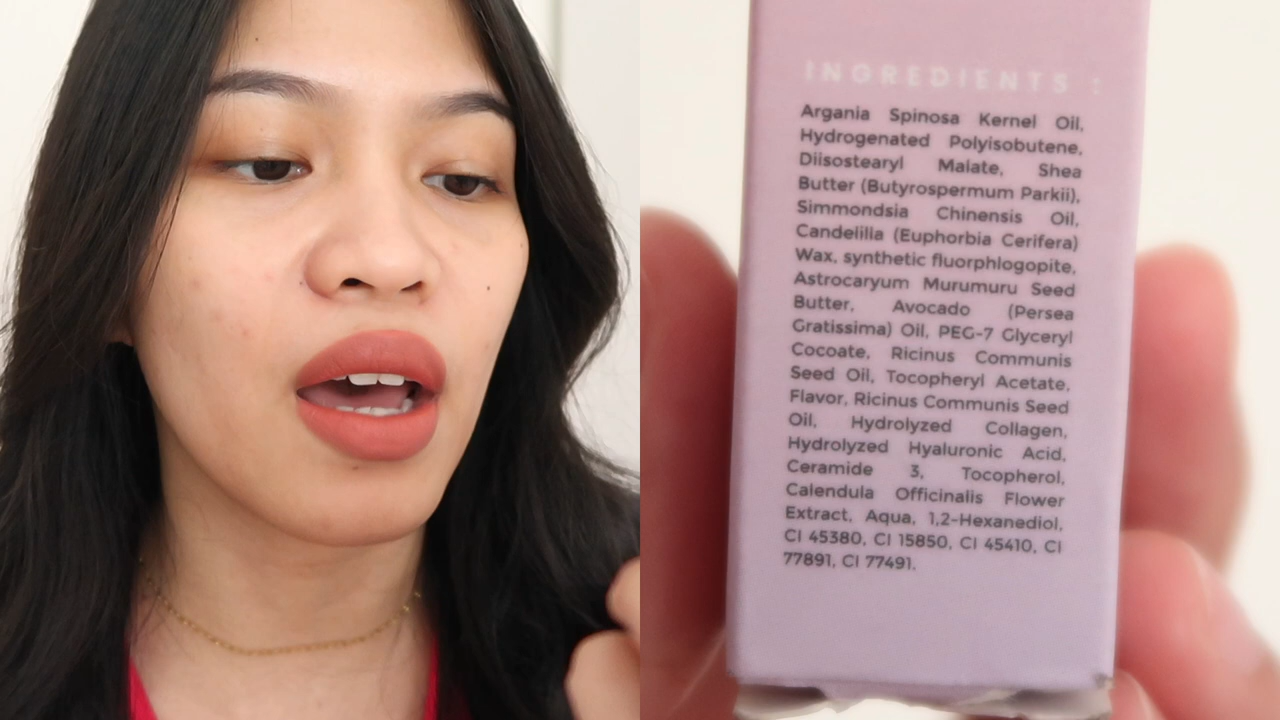 INGREDIENTS :
Argania Spinosa Kernel Oil,
Hydrogenated Polyisobutene,
Diisostearyl Malate, Shea
Butter (Butyrospermum Parkii),
Simmondsia Chinensis Oil,
Candelilla (Euphorbia Cerifera)
Wax, synthetic fluorphlogopite,
Astrocaryum Murumuru Seed
Butter, Avocado (Persea
Gratissima) Oil, PEG-7 Glyceryl
Cocoate, Ricinus Communis
Seed Oil, Tocopheryl Acetate,
Flavor, Ricinus Communis Seed
Oil, Hydrolyzed Collagen,
Hydrolyzed Hyaluronic Acid,
Ceramide 3, Tocopherol,
Calendula Officinalis Flower
Extract, Aqua, 1,2-Hexanediol,
CI 45380, CI 15850, CI 45410, CI
77891, CI 77491.